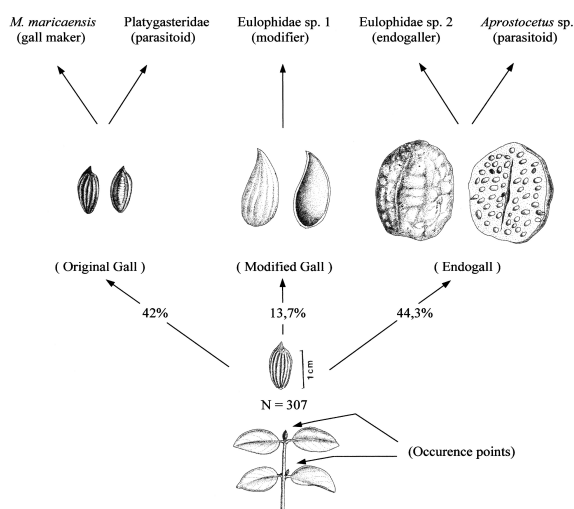 M. maricaensis Platygasteridae Eulophidae sp. 1 Eulophidae sp. 2 Aprostocetus sp.
(gall maker) (parasitoid) (modifier) (endogaller) (parasitoid)
( Original Gall ) ( Modified Gall ) ( Endogall )
42% 13,7% 44,3%
1 cm
N = 307
(Occurence points)